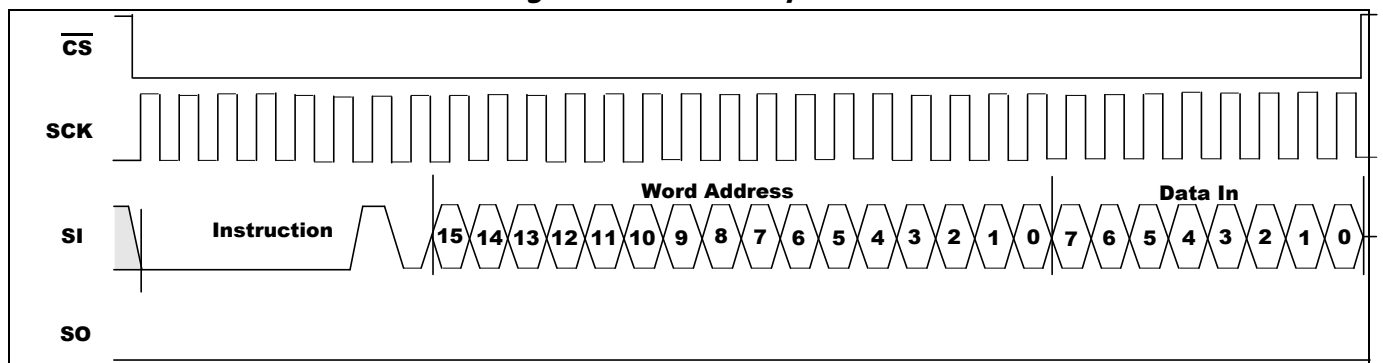 CS
SCK
Word Address
Data In
SI
Instruction
15 14 13 12 11 10 9 8 7 6 5 4 3 2 1 0 7 6 5 4 3 2 1 0
SO